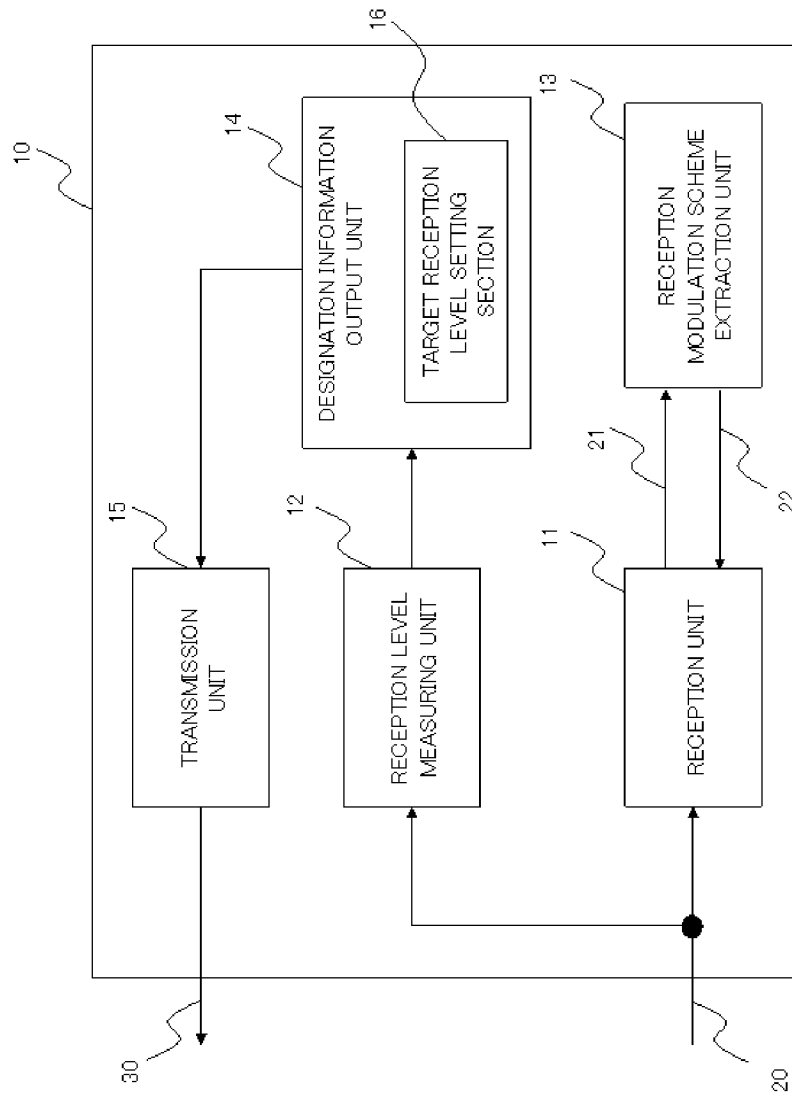 10
16
14
DESIGNATION INFORMATION
OUTPUT UNIT
TARGET RECEPTION
LEVEL SETTING
SECTION
13
RECEPTION
MODULATION SCHEME
EXTRACTION UNIT
15
TRANSMISSION
UNIT
12
RECEPTION LEVEL
MEASURING UNIT
21
22
11
RECEPTION UNIT
30
20